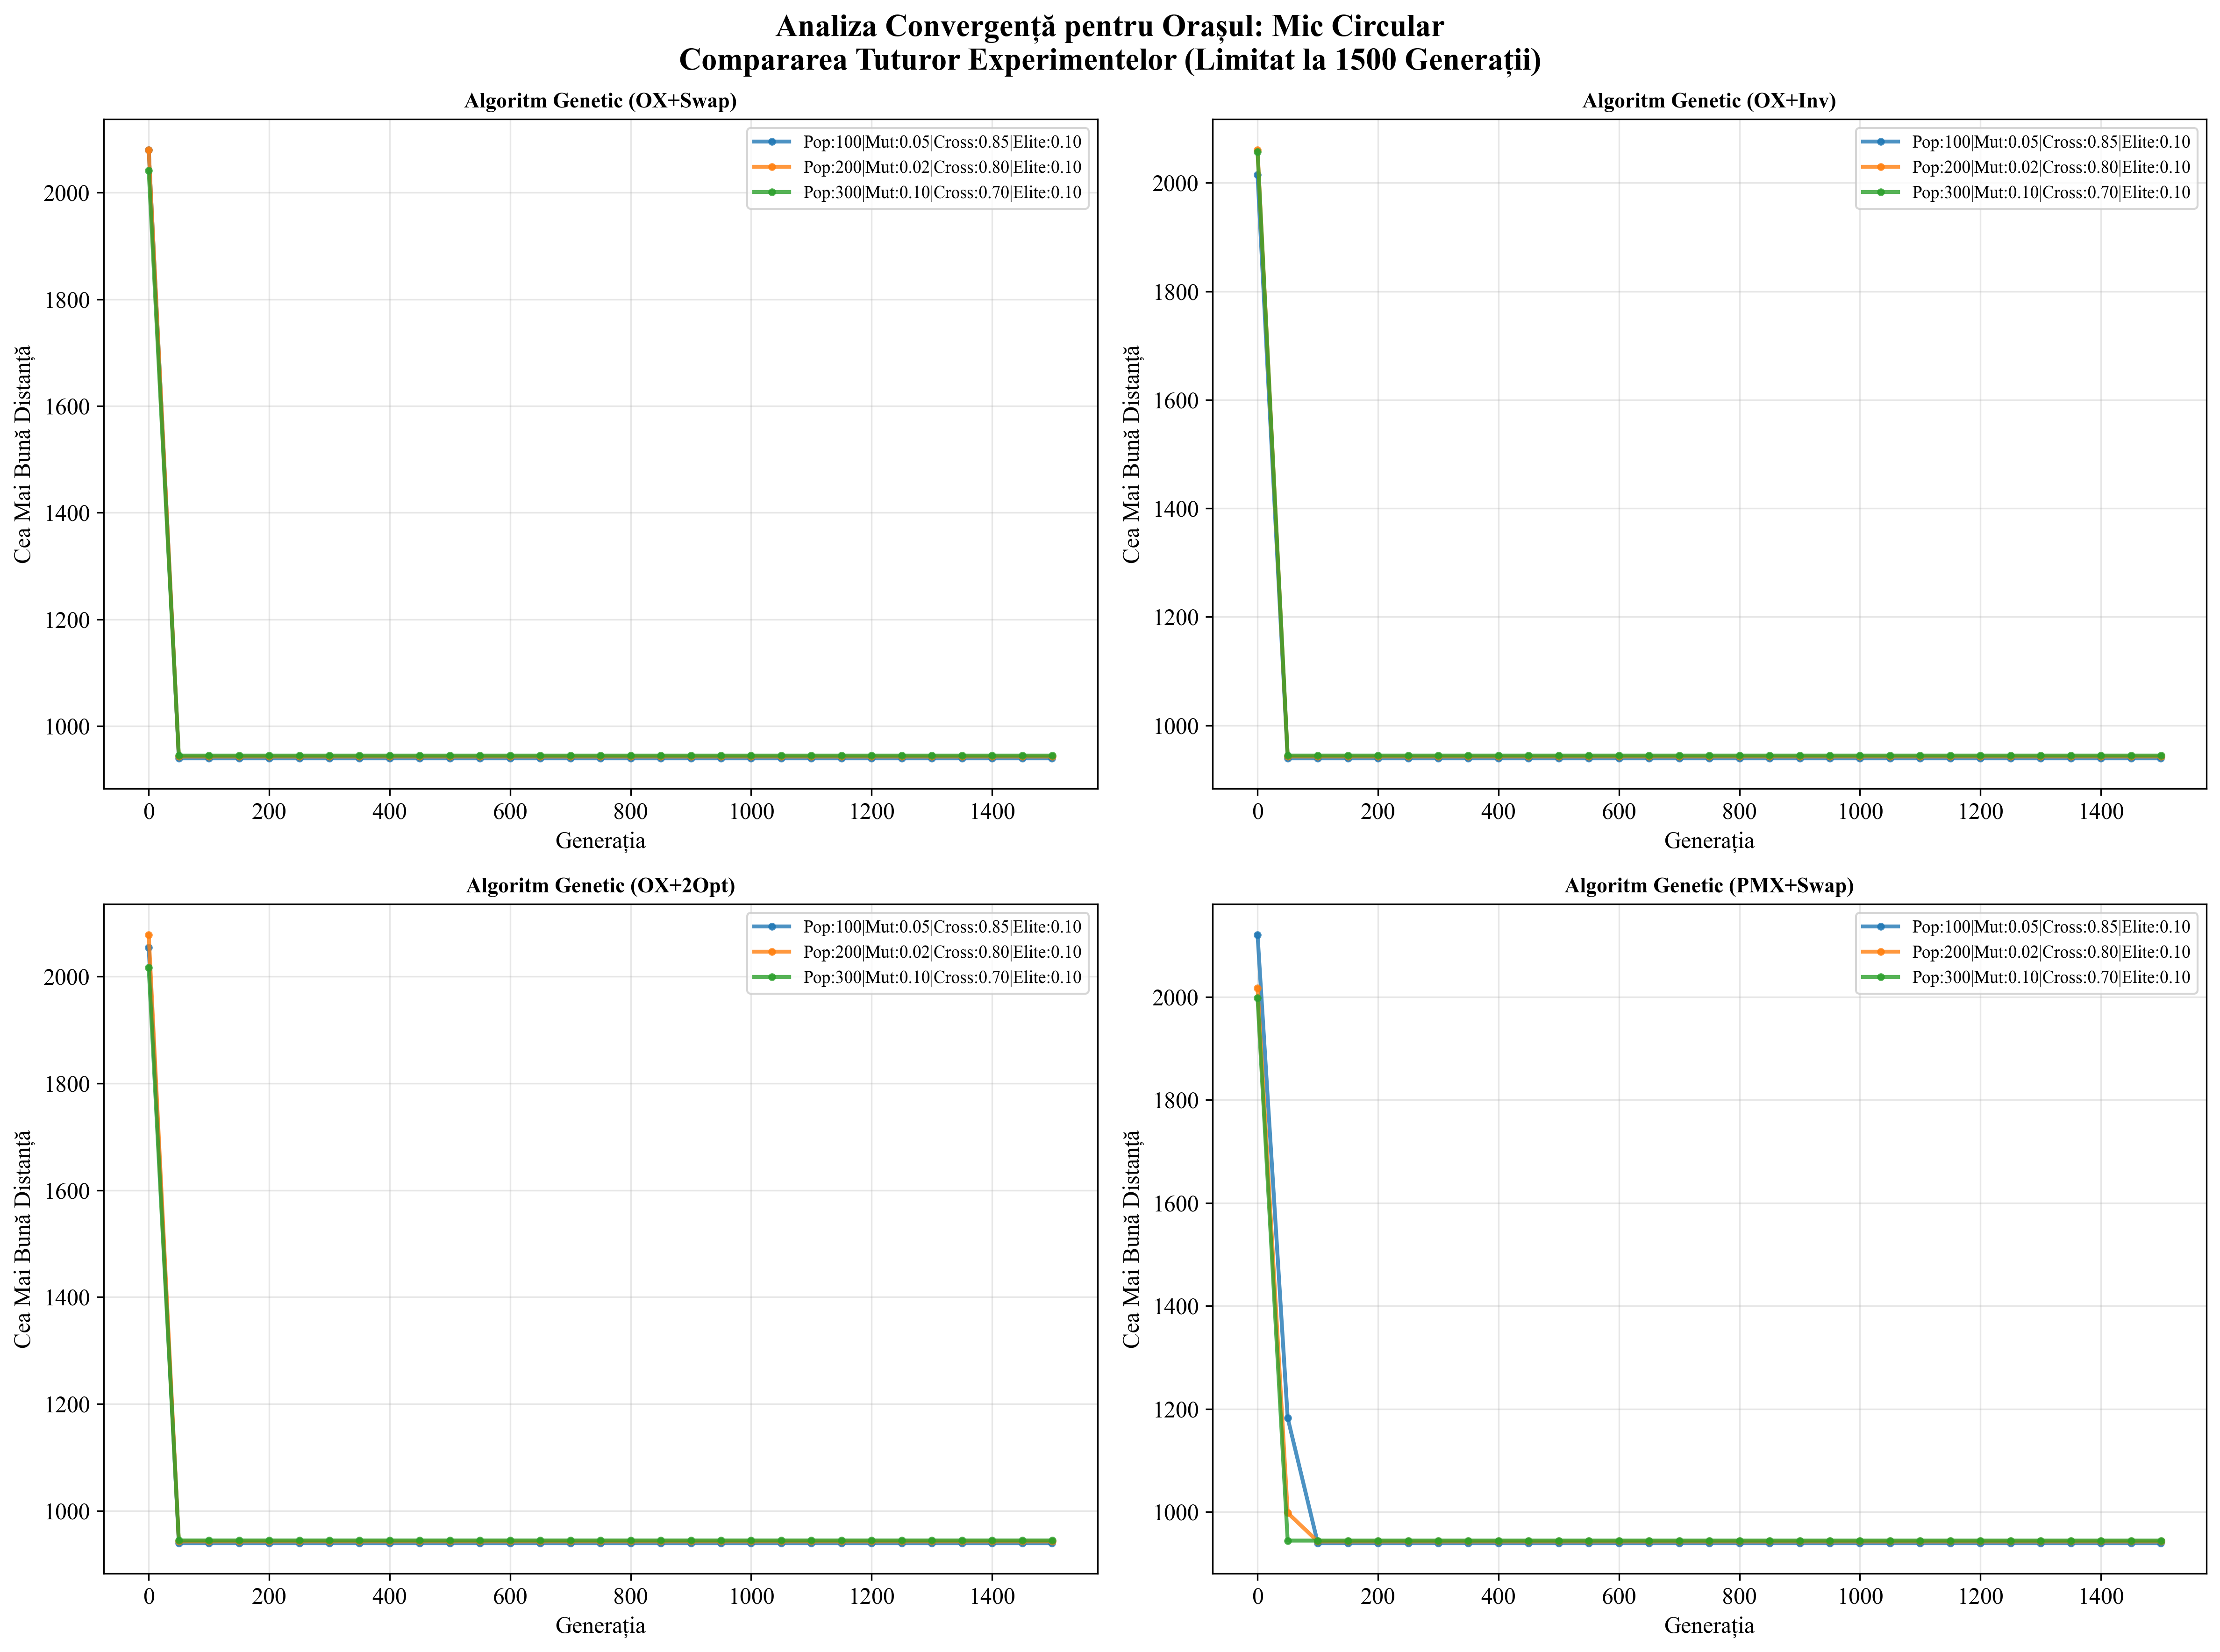 Analiza Convergență pentru Orașul: Mic Circular
Compararea Tuturor Experimentelor (Limitat la 1500 Generații)
Algoritm Genetic (OX+Swap)
Pop:100|Mut:0.05|Cross:0.85|Elite:0.10
Pop:200|Mut:0.02|Cross:0.80|Elite:0.10
Pop:300|Mut:0.10|Cross:0.70|Elite:0.10
Cea Mai Bună Distanță
2000
1800
1600
1400
1200
1000
0 200 400 600 800 1000 1200 1400
Generația
Algoritm Genetic (OX+Inv)
Pop:100|Mut:0.05|Cross:0.85|Elite:0.10
Pop:200|Mut:0.02|Cross:0.80|Elite:0.10
Pop:300|Mut:0.10|Cross:0.70|Elite:0.10
Cea Mai Bună Distanță
2000
1800
1600
1400
1200
1000
0 200 400 600 800 1000 1200 1400
Generația
Algoritm Genetic (OX+2Opt)
Pop:100|Mut:0.05|Cross:0.85|Elite:0.10
Pop:200|Mut:0.02|Cross:0.80|Elite:0.10
Pop:300|Mut:0.10|Cross:0.70|Elite:0.10
Cea Mai Bună Distanță
2000
1800
1600
1400
1200
1000
0 200 400 600 800 1000 1200 1400
Generația
Algoritm Genetic (PMX+Swap)
Pop:100|Mut:0.05|Cross:0.85|Elite:0.10
Pop:200|Mut:0.02|Cross:0.80|Elite:0.10
Pop:300|Mut:0.10|Cross:0.70|Elite:0.10
Cea Mai Bună Distanță
2000
1800
1600
1400
1200
1000
0 200 400 600 800 1000 1200 1400
Generația